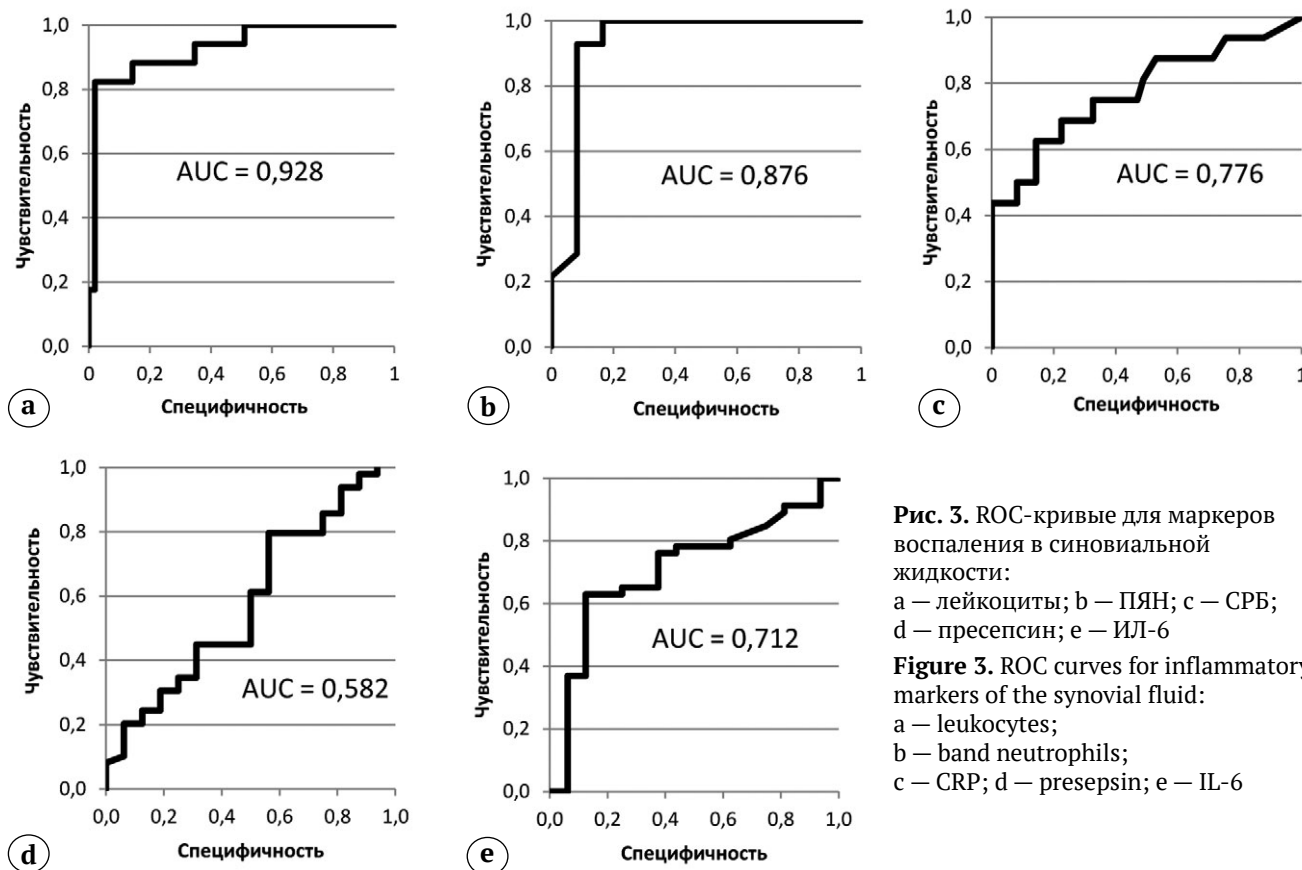 1,0
0,8
0,6
0,4
0,2
0,0
Чувствительность
AUC = 0,928
0 0,2 0,4 0,6 0,8 1
Специфичность
a
1,0
0,8
0,6
0,4
0,2
0,0
Чувствительность
AUC = 0,876
0 0,2 0,4 0,6 0,8 1
Специфичность
b
1,0
0,8
0,6
0,4
0,2
0,0
Чувствительность
AUC = 0,776
0 0,2 0,4 0,6 0,8 1
Специфичность
c
1,0
0,8
0,6
0,4
0,2
0,0
Чувствительность
AUC = 0,582
0,0 0,2 0,4 0,6 0,8 1,0
Специфичность
d
1,0
0,8
0,6
0,4
0,2
0,0
Чувствительность
AUC = 0,712
0,0 0,2 0,4 0,6 0,8 1,0
Специфичность
e
Рис. 3. ROC-кривые для маркеров
воспаления в синовиальной
жидкости:
a — лейкоциты; b — ПЯН; c — СРБ;
d — пресепсин; e — ИЛ-6
Figure 3. ROC curves for inflammatory
markers of the synovial fluid:
a — leukocytes;
b — band neutrophils;
c — CRP; d — presepsin; e — IL-6